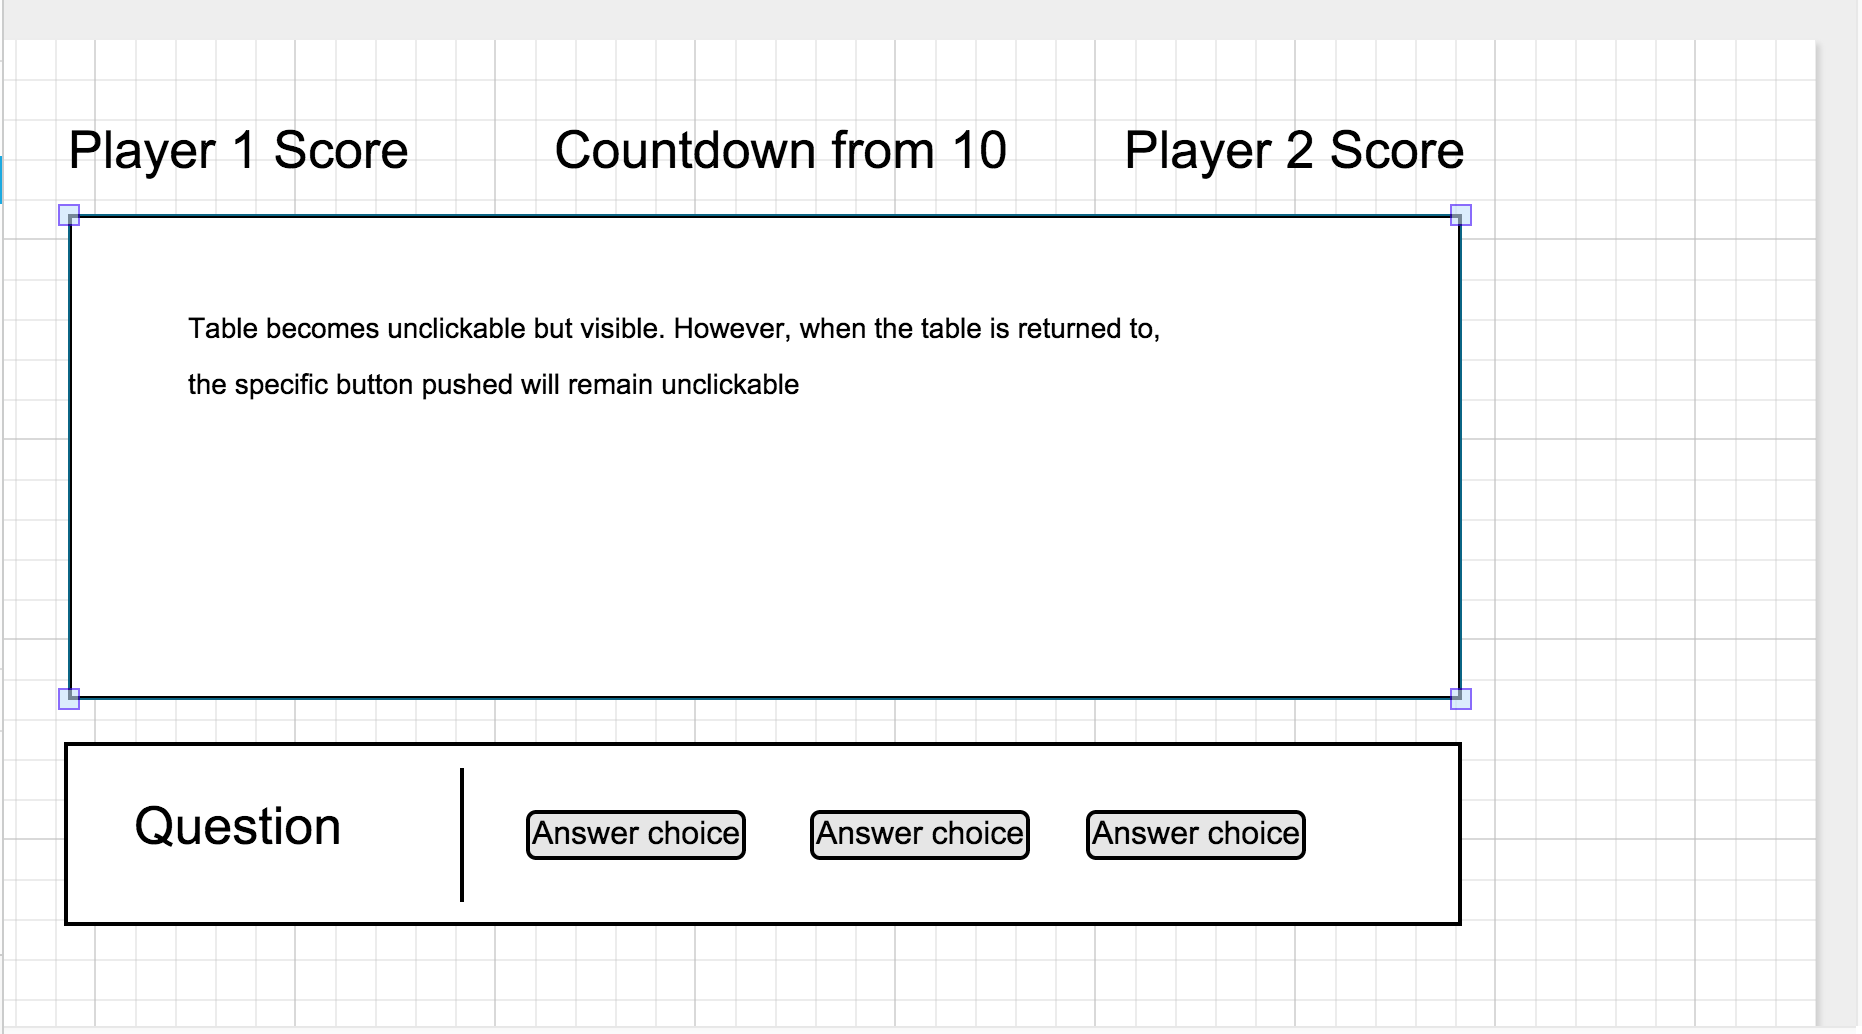 Player 1 Score
Countdown from 10
Player 2 Score
Table becomes unclickable but visible. However, when the table is returned to,
the specific button pushed will remain unclickable
Question
Answer choice
Answer choice
Answer choice